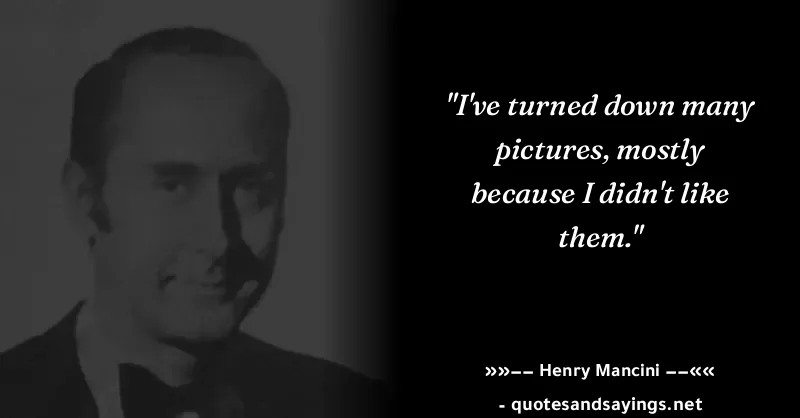 "I've turned down many
pictures, mostly
because I didn't like
them."
»»–– Henry Mancini ––««
- quotesandsayings.net